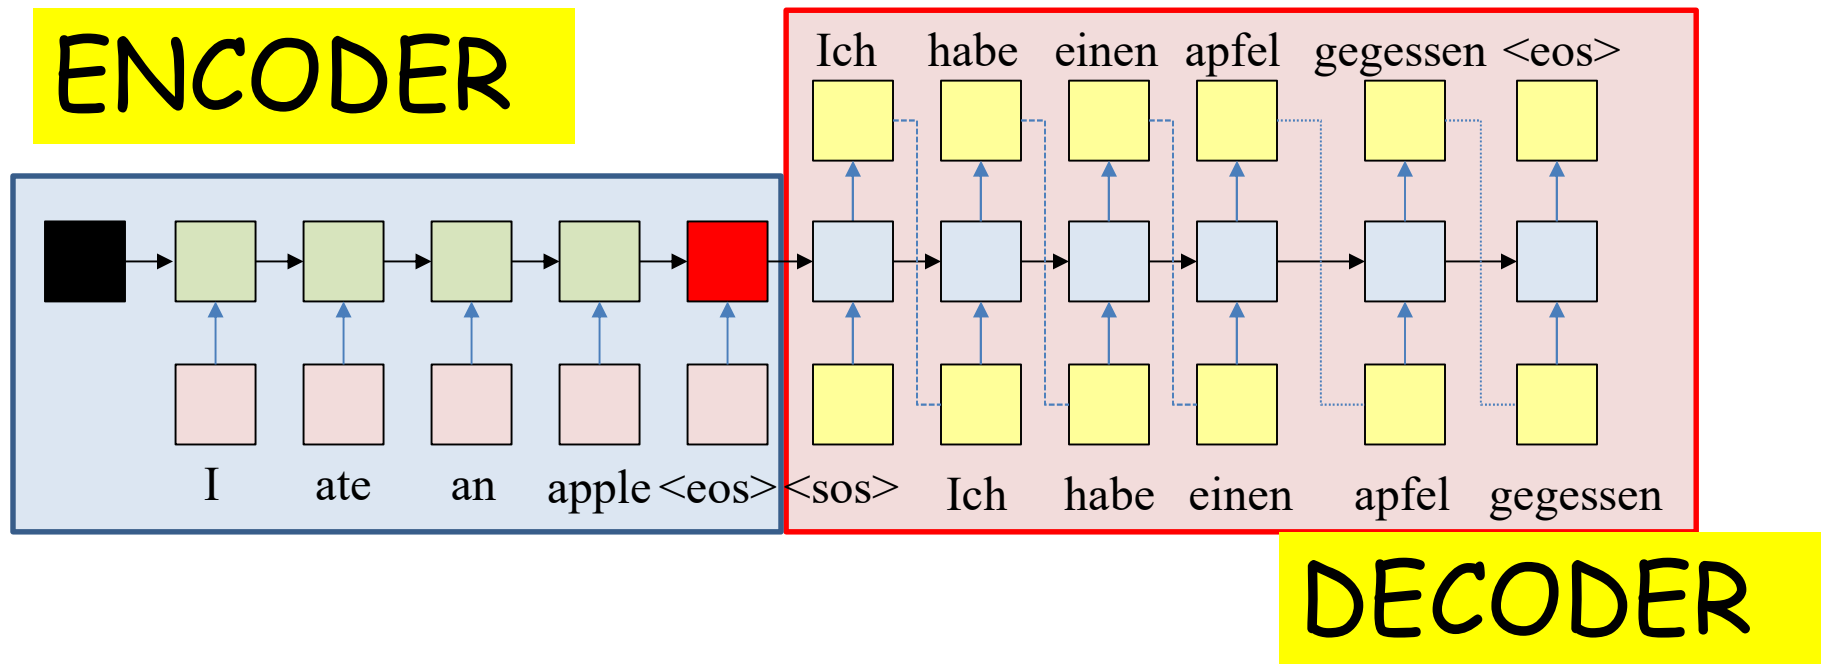 ENCODER
Ich habe einen apfel gegessen <eos>
I ate an apple <eos> <sos> Ich habe einen apfel gegessen
DECODER